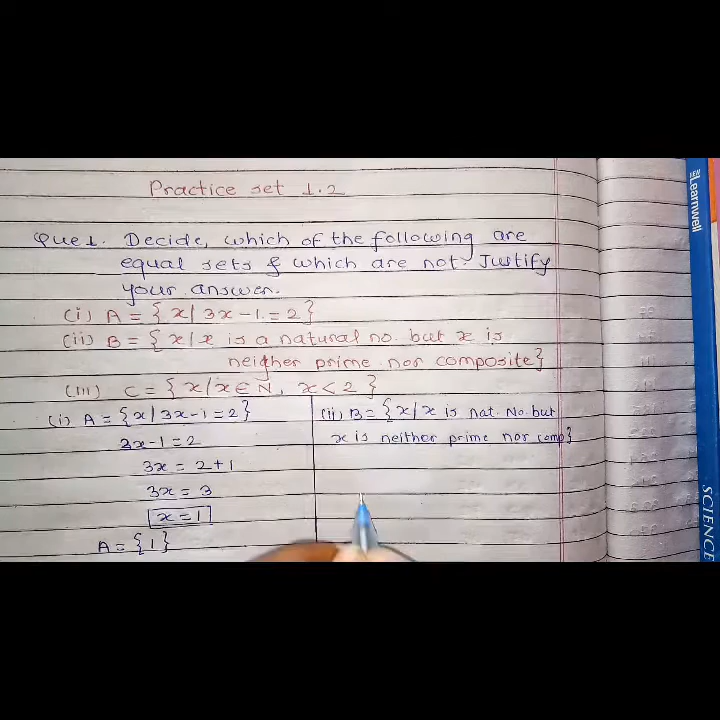 Practice set 1.2
Que 1. Decide, which of the following are
equal sets & which are not. Justify
your answer.
(i) A = {x/3x-1=2}
(ii) B = {x/x is a natural no. but x is
neither prime nor composite}
(iii) C = {x/x∈N, x<2}
(i) A = {x/3x-1=2}
3x-1=2
3x = 2+1
3x = 3
x = 1
A = {1}
(ii) B = {x/x is nat. No. but
x is neither prime nor comp}
Learnwell
SCIENCE